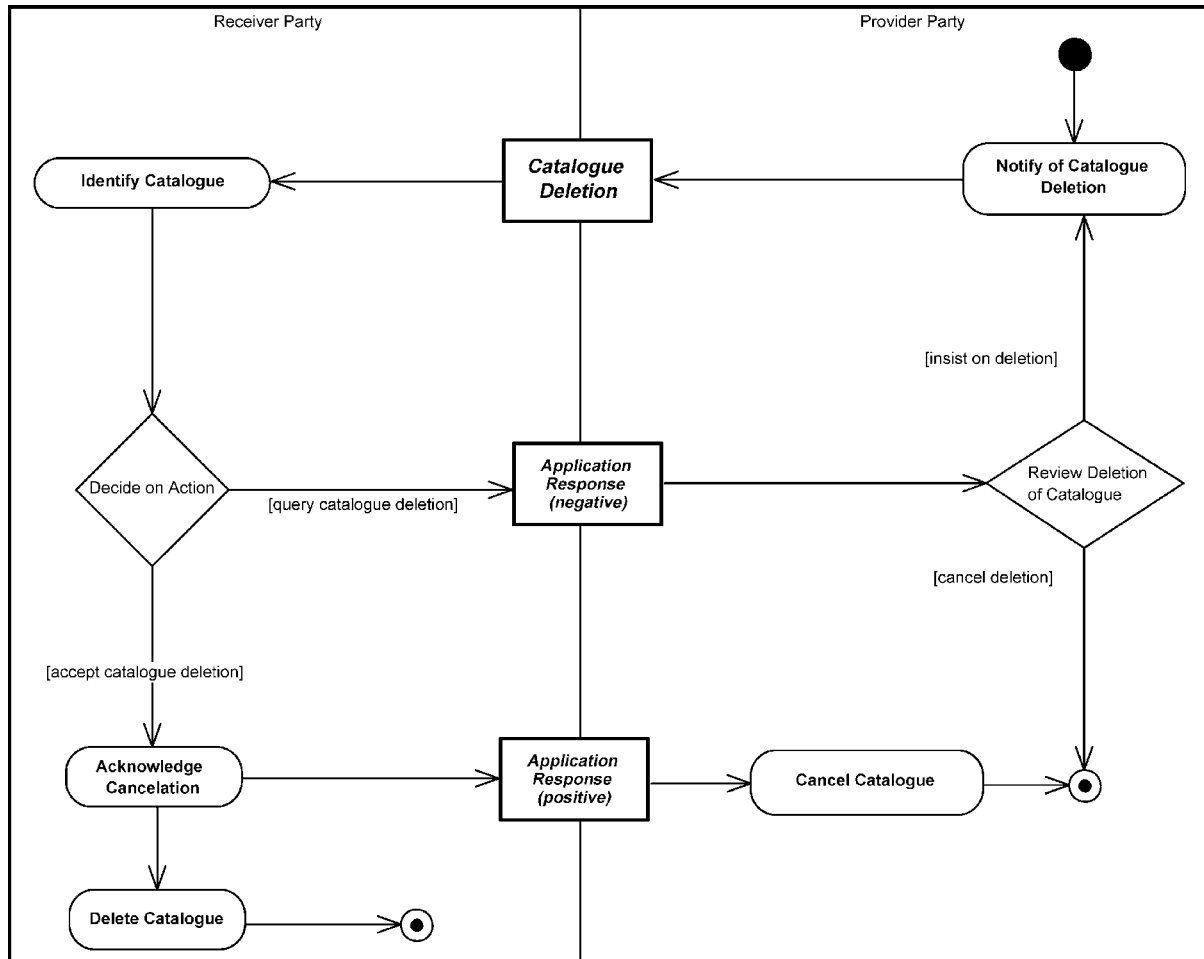 Receiver Party
Provider Party
Catalogue
Deletion
Notify of Catalogue
Deletion
Identify Catalogue
[insist on deletion]
Decide on Action
[query catalogue deletion]
Application
Response
(negative)
Review Deletion
of Catalogue
[cancel deletion]
[accept catalogue deletion]
Acknowledge
Cancelation
Application
Response
(positive)
Cancel Catalogue
Delete Catalogue